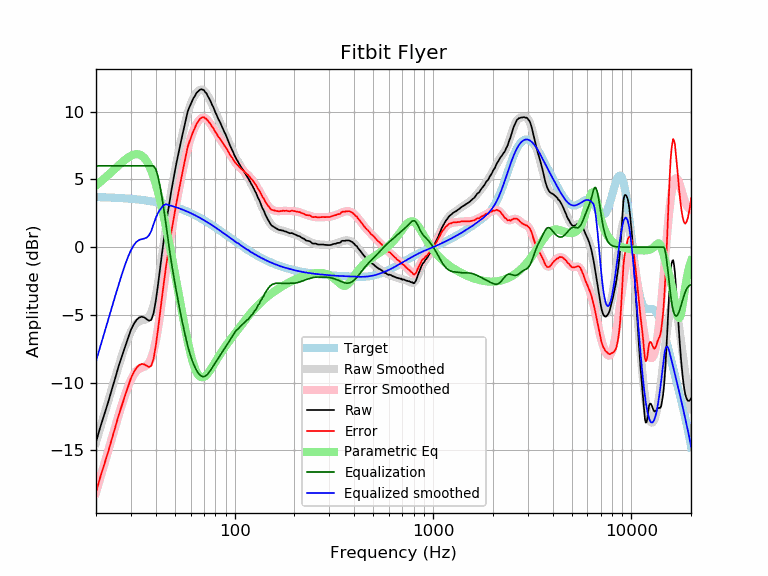 Fitbit Flyer
Amplitude (dBr)
10
5
0
−5
−10
−15
Target
Raw Smoothed
Error Smoothed
Raw
Error
Parametric Eq
Equalization
Equalized smoothed
100
1000
10000
Frequency (Hz)